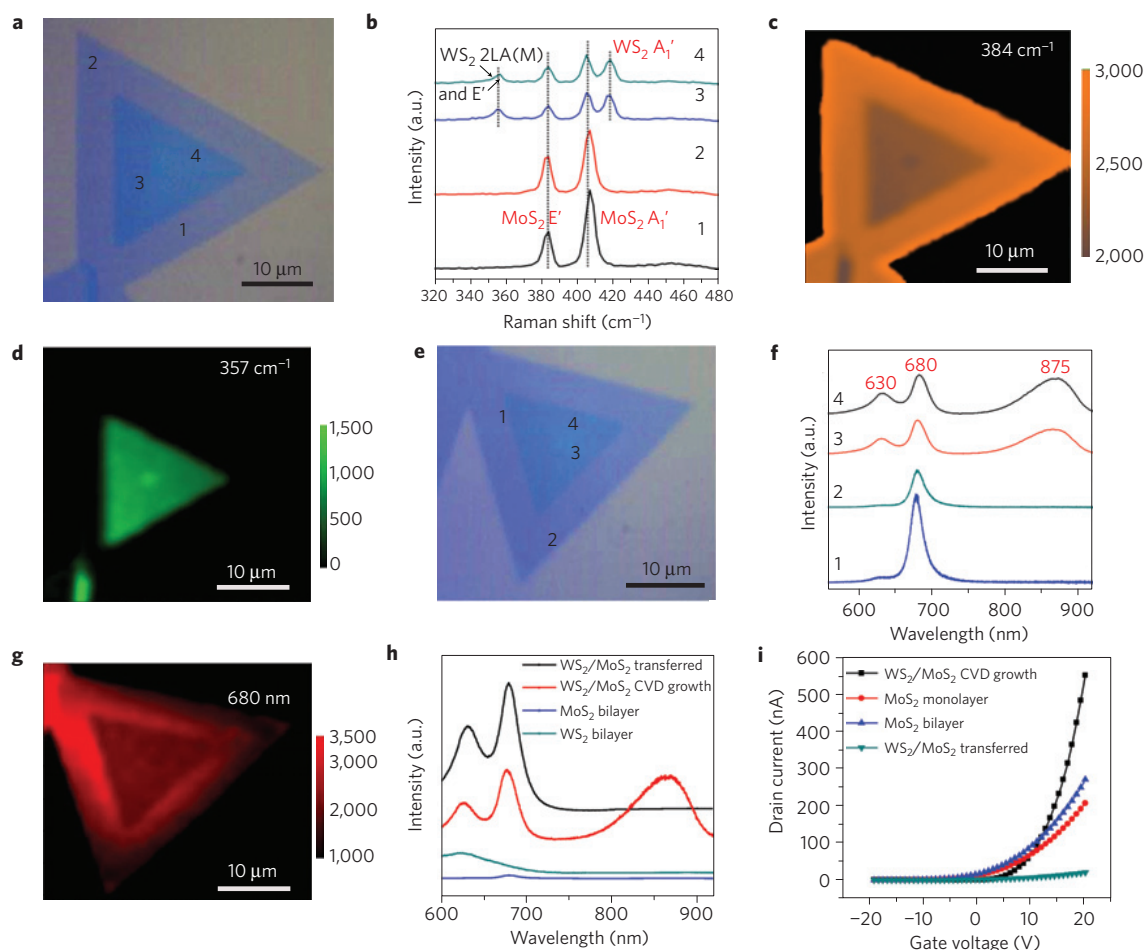 a
2
4
3
1
10 μm
b
Intensity (a.u.)
WS₂ 2LA(M)
and E′
WS₂ A₁′
4
3
2
MoS₂ E′
MoS₂ A₁′
1
320 340 360 380 400 420 440 460 480
Raman shift (cm⁻¹)
c
384 cm⁻¹
3,000
2,500
2,000
10 μm
d
357 cm⁻¹
1,500
1,000
500
0
10 μm
e
1
4
3
2
10 μm
f
Intensity (a.u.)
630 680 875
4
3
2
1
600 700 800 900
Wavelength (nm)
g
680 nm
3,500
3,000
2,000
1,000
10 μm
h
Intensity (a.u.)
WS₂/MoS₂ transferred
WS₂/MoS₂ CVD growth
MoS₂ bilayer
WS₂ bilayer
600 700 800 900
Wavelength (nm)
i
Drain current (nA)
600
500
400
300
200
100
0
WS₂/MoS₂ CVD growth
MoS₂ monolayer
MoS₂ bilayer
WS₂/MoS₂ transferred
−20 −10 0 10 20
Gate voltage (V)